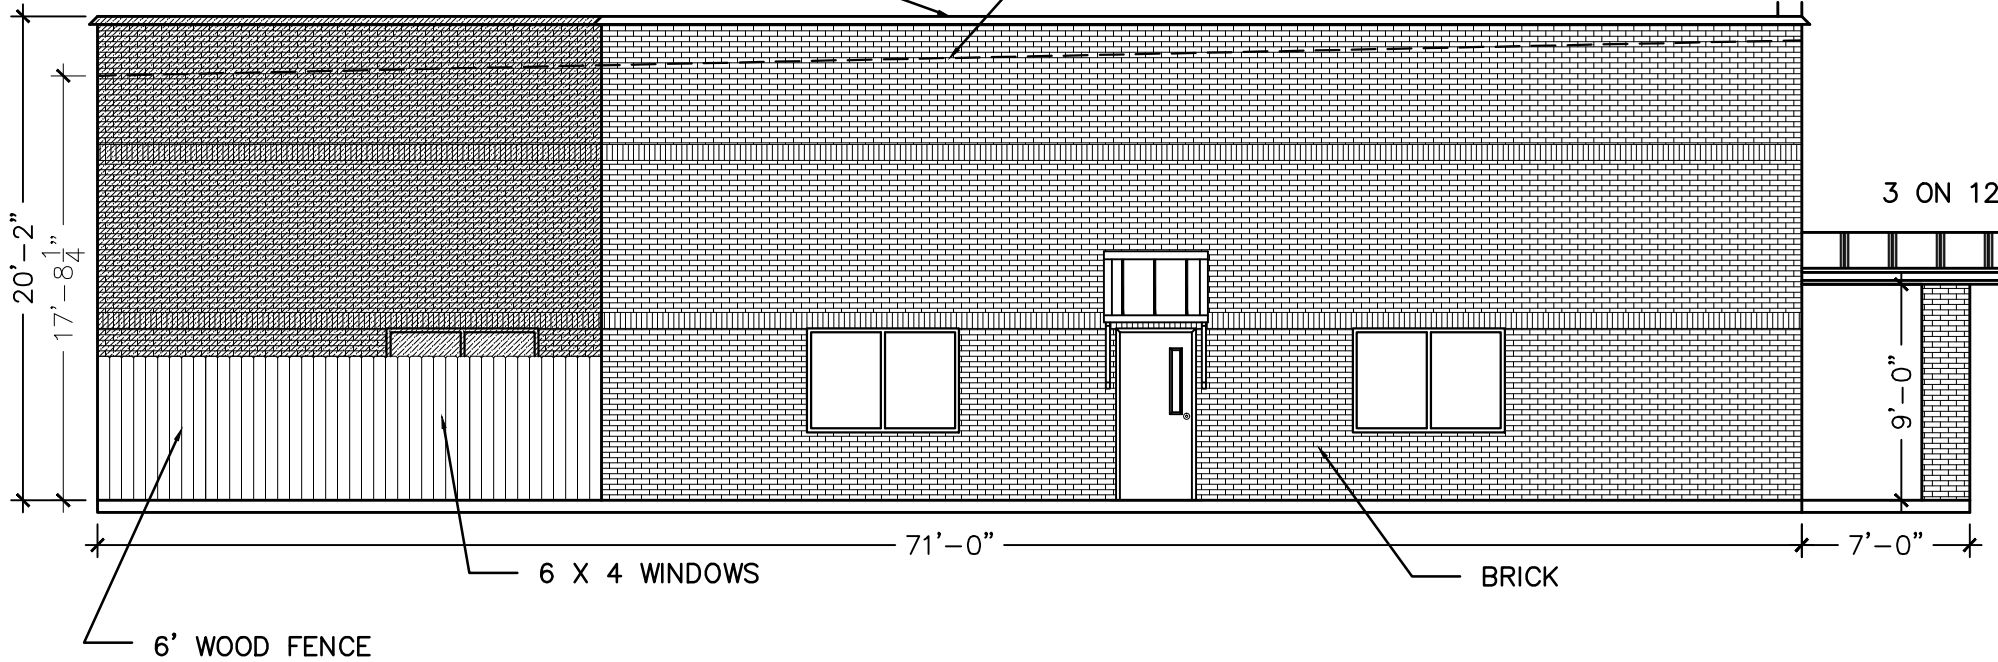 3 ON 12
20'-2"
17'-8 1/4"
9'-0"
71'-0"
7'-0"
6 X 4 WINDOWS
BRICK
6' WOOD FENCE